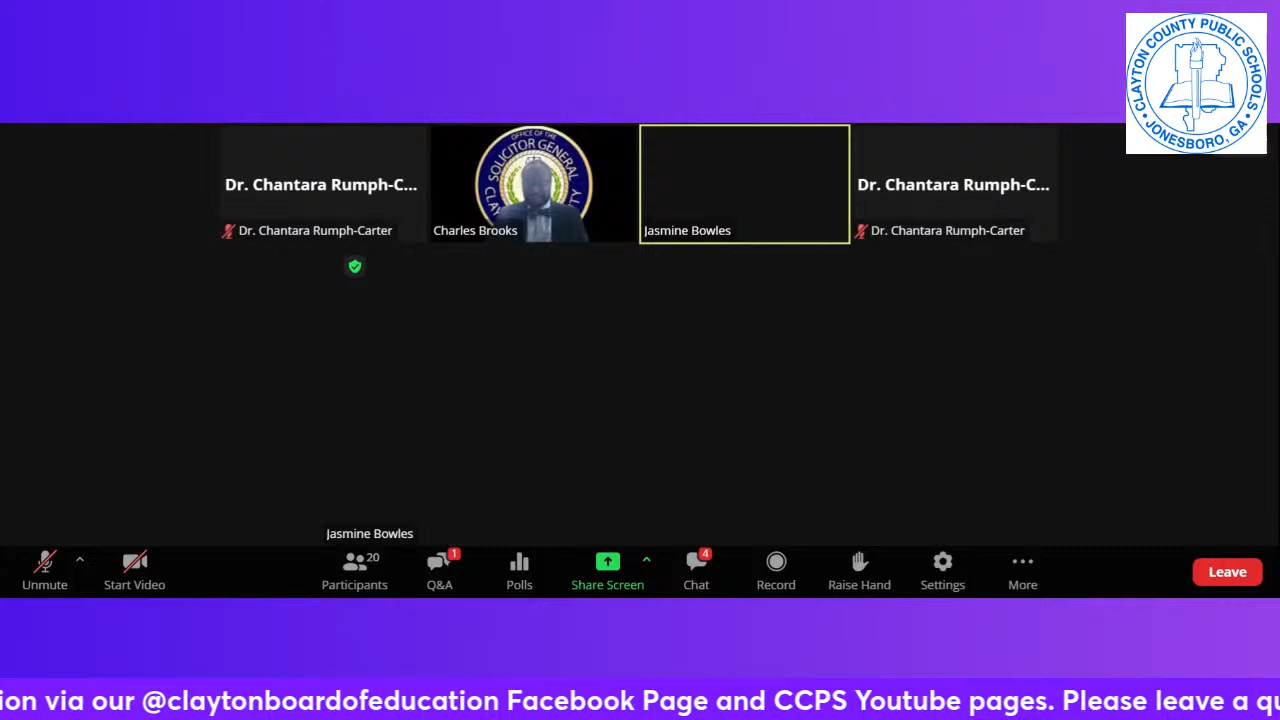 CLAYTON COUNTY PUBLIC SCHOOLS
• JONESBORO, GA •
OFFICE OF THE
SOLICITOR GENERAL
Dr. Chantara Rumph-C...
Dr. Chantara Rumph-C...
Dr. Chantara Rumph-Carter
Charles Brooks
Jasmine Bowles
Dr. Chantara Rumph-Carter
Jasmine Bowles
20
1
4
Unmute
Start Video
Participants
Q&A
Polls
Share Screen
Chat
Record
Raise Hand
Settings
More
Leave
ion via our @claytonboardofeducation Facebook Page and CCPS Youtube pages. Please leave a qu